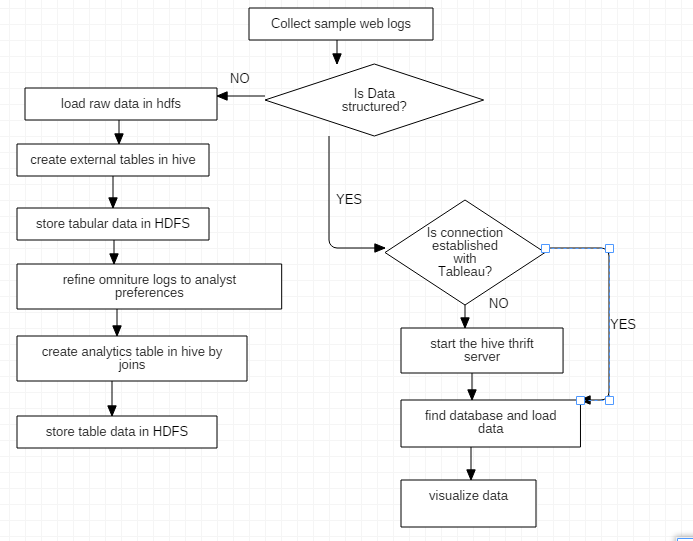 Collect sample web logs
NO
Is Data
structured?
load raw data in hdfs
create external tables in hive
store tabular data in HDFS
refine omniture logs to analyst
preferences
create analytics table in hive by
joins
store table data in HDFS
YES
Is connection
established
with
Tableau?
NO
YES
start the hive thrift
server
find database and load
data
visualize data